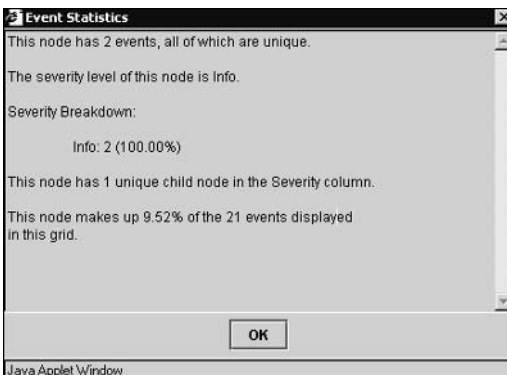 Event Statistics
This node has 2 events, all of which are unique.
The severity level of this node is Info.
Severity Breakdown:
Info: 2 (100.00%)
This node has 1 unique child node in the Severity column.
This node makes up 9.52% of the 21 events displayed
in this grid.
OK
Java Applet Window